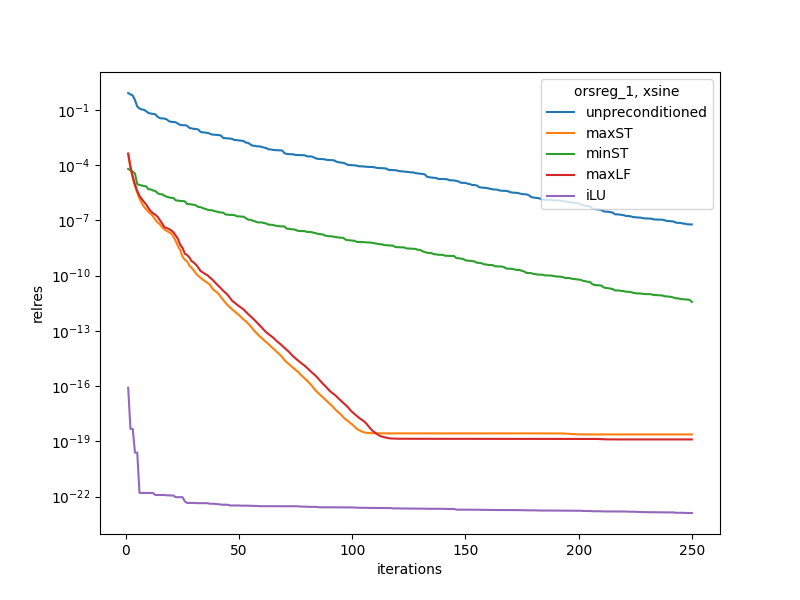 orsreg_1, xsine
unpreconditioned
maxST
minST
maxLF
iLU
10⁻¹
10⁻⁴
10⁻⁷
10⁻¹⁰
10⁻¹³
10⁻¹⁶
10⁻¹⁹
10⁻²²
relres
0 50 100 150 200 250
iterations